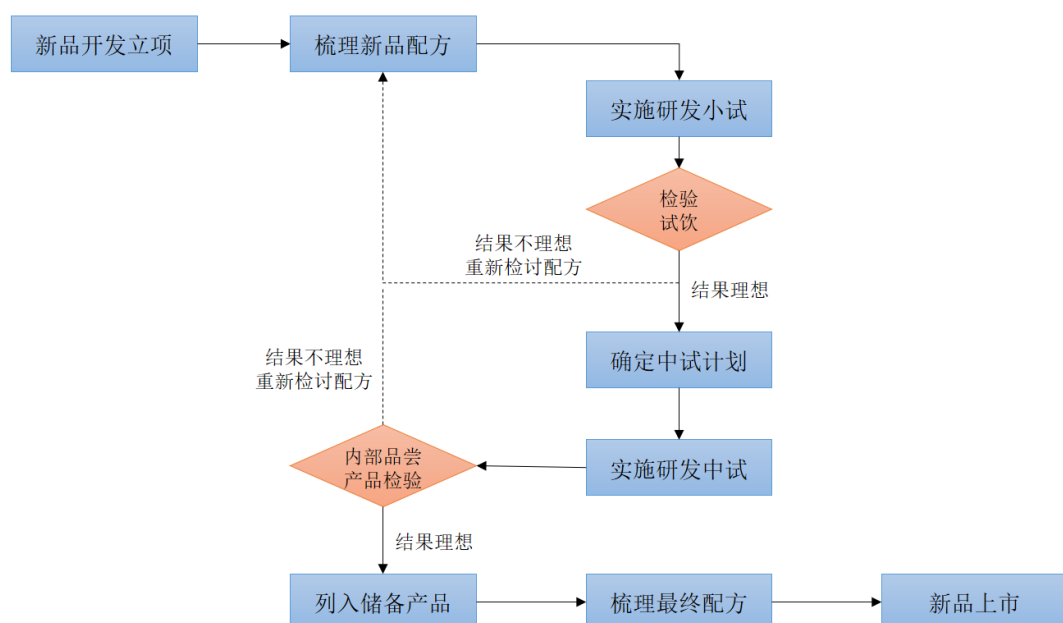 新品开发立项
梳理新品配方
实施研发小试
检验
试饮
结果不理想
重新检讨配方
结果理想
确定中试计划
结果不理想
重新检讨配方
内部品尝
产品检验
实施研发中试
结果理想
列入储备产品
梳理最终配方
新品上市